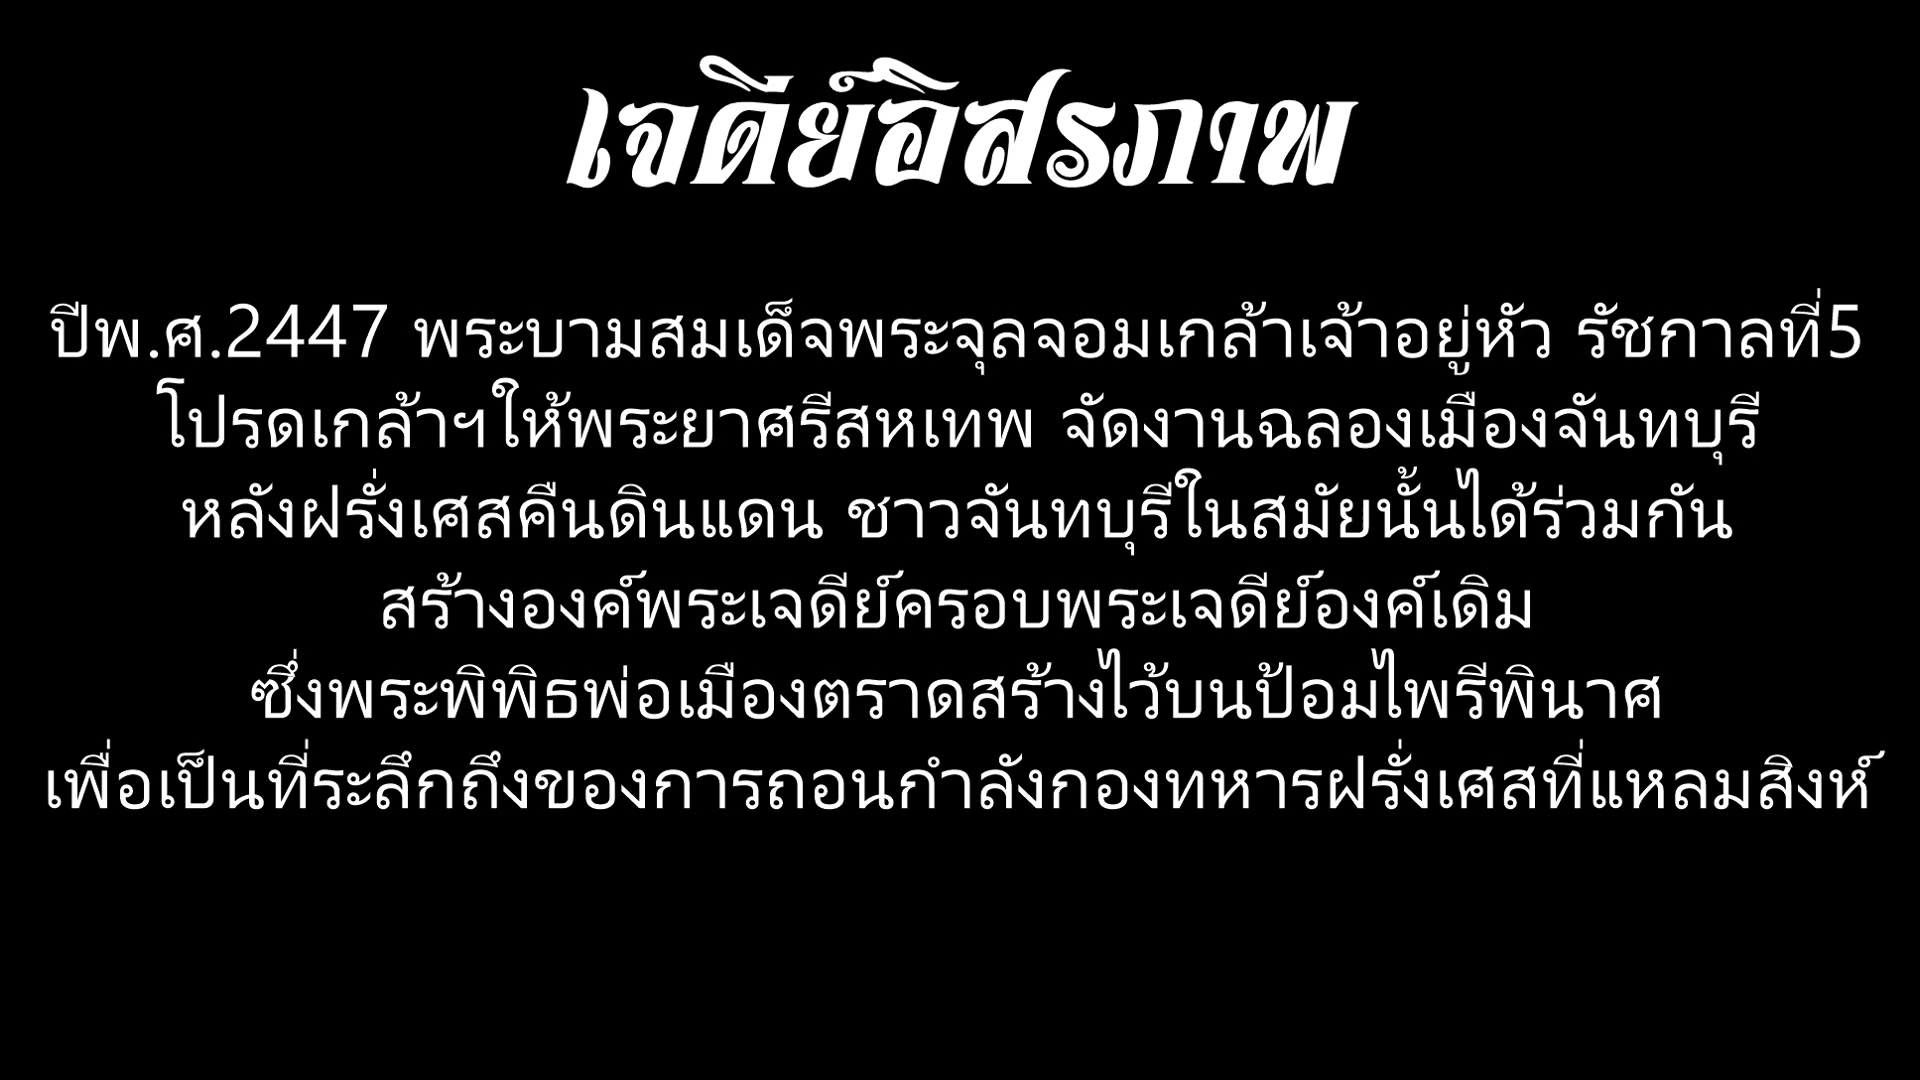 เจดีย์อิสรภาพ
ปีพ.ศ.2447 พระบามสมเด็จพระจุลจอมเกล้าเจ้าอยู่หัว รัชกาลที่5
โปรดเกล้าฯให้พระยาศรีสหเทพ จัดงานฉลองเมืองจันทบุรี
หลังฝรั่งเศสคืนดินแดน ชาวจันทบุรีในสมัยนั้นได้ร่วมกัน
สร้างองค์พระเจดีย์ครอบพระเจดีย์องค์เดิม
ซึ่งพระพิพิธพ่อเมืองตราดสร้างไว้บนป้อมไพรีพินาศ
เพื่อเป็นที่ระลึกถึงของการถอนกำลังกองทหารฝรั่งเศสที่แหลมสิงห์